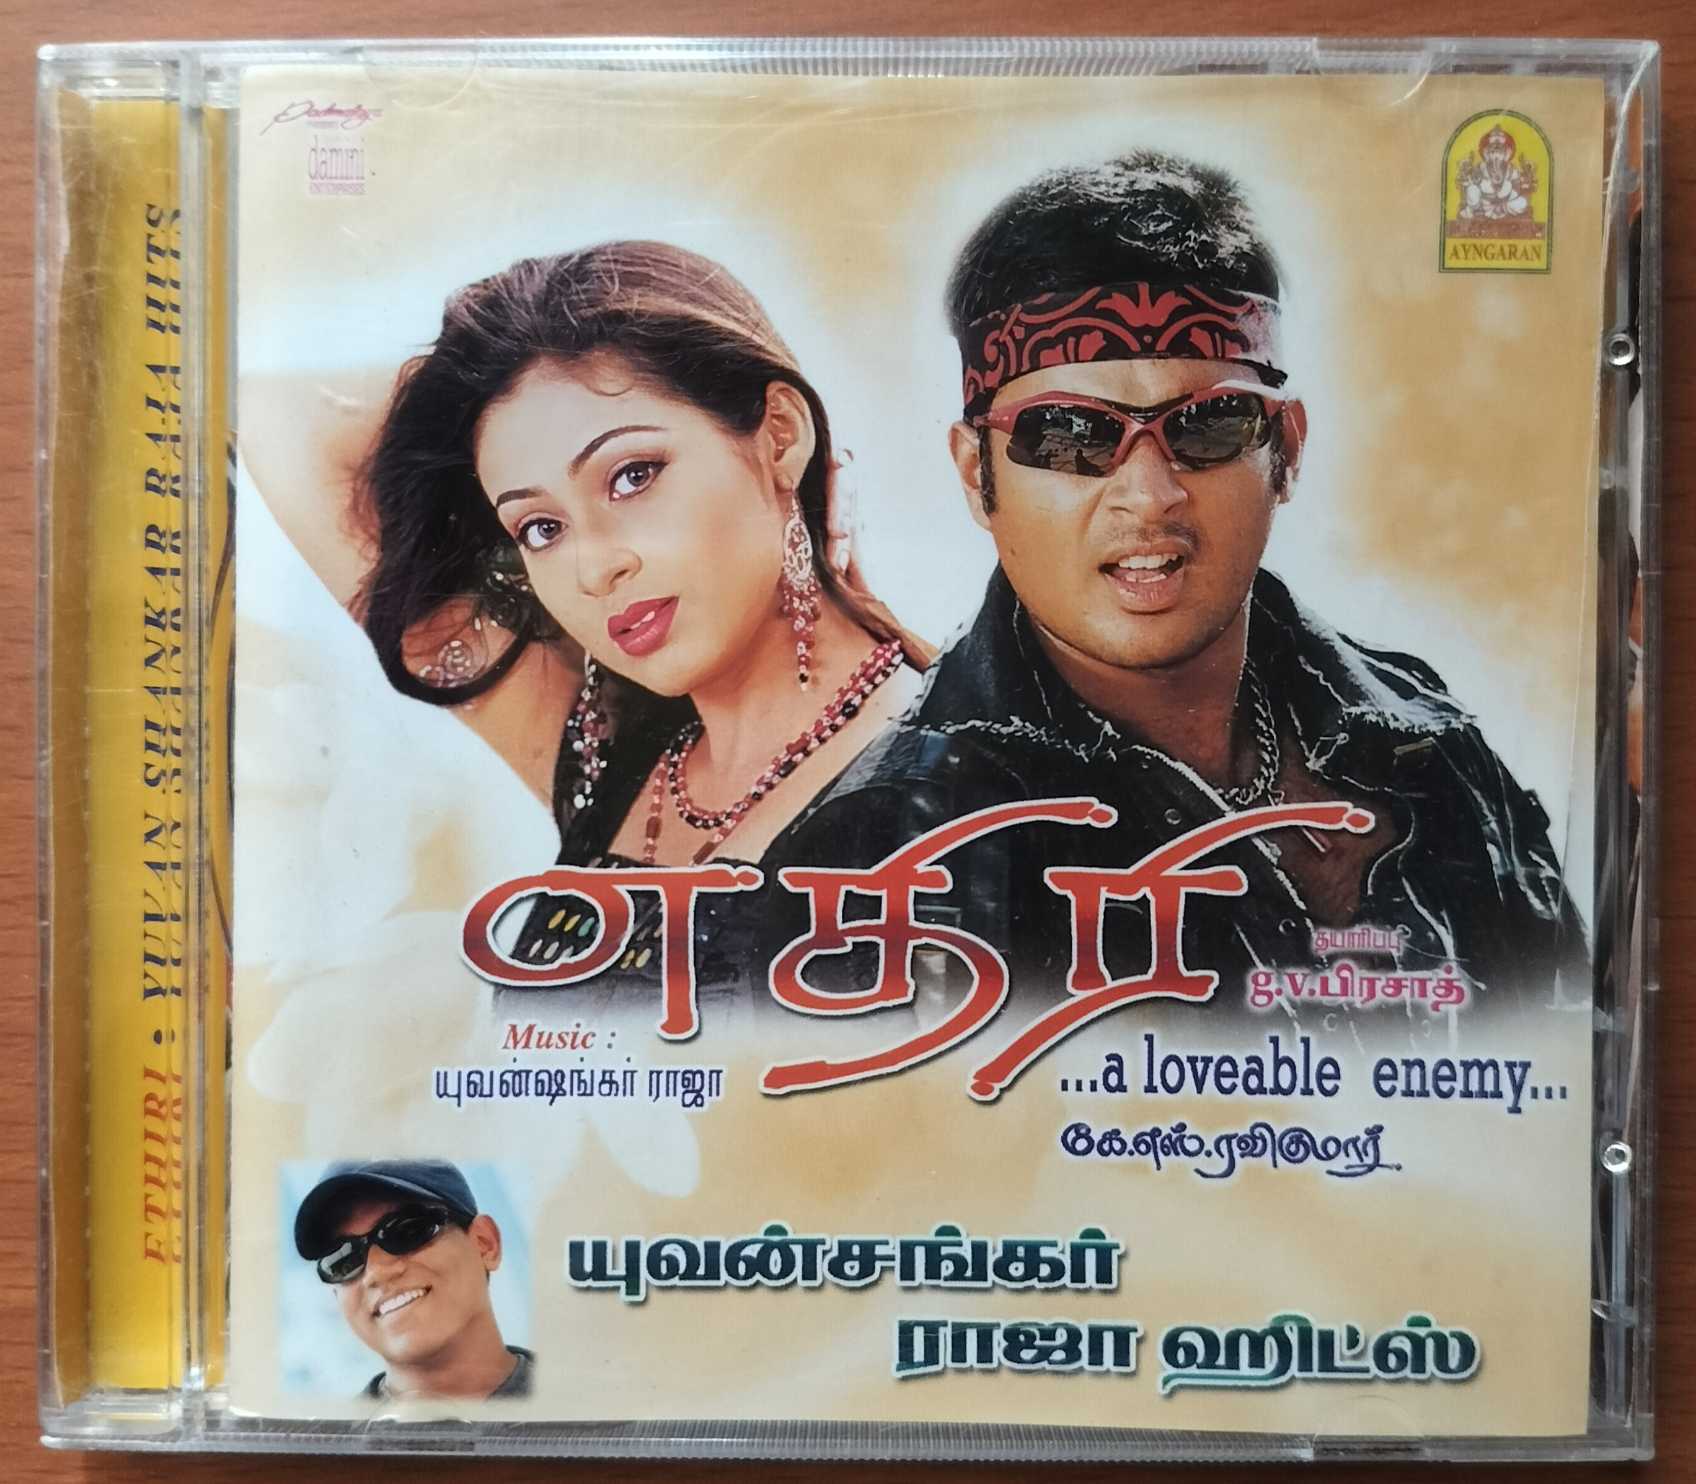 damini
ENTERPRISES
AYNGARAN
ETHIRI : YUVAN SHANKAR RAJA HITS
எதிரி
தயாரிப்பு
g.v.பிரசாத்
Music :
யுவன்ஷங்கர் ராஜா
...a loveable enemy...
கே.எஸ்.ரவிகுமார்
யுவன்சங்கர்
ராஜா ஹிட்ஸ்